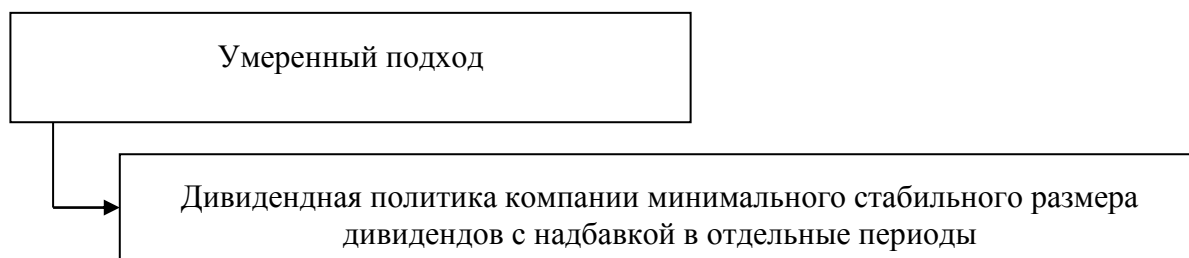 Умеренный подход
Дивидендная политика компании минимального стабильного размера
дивидендов с надбавкой в отдельные периоды